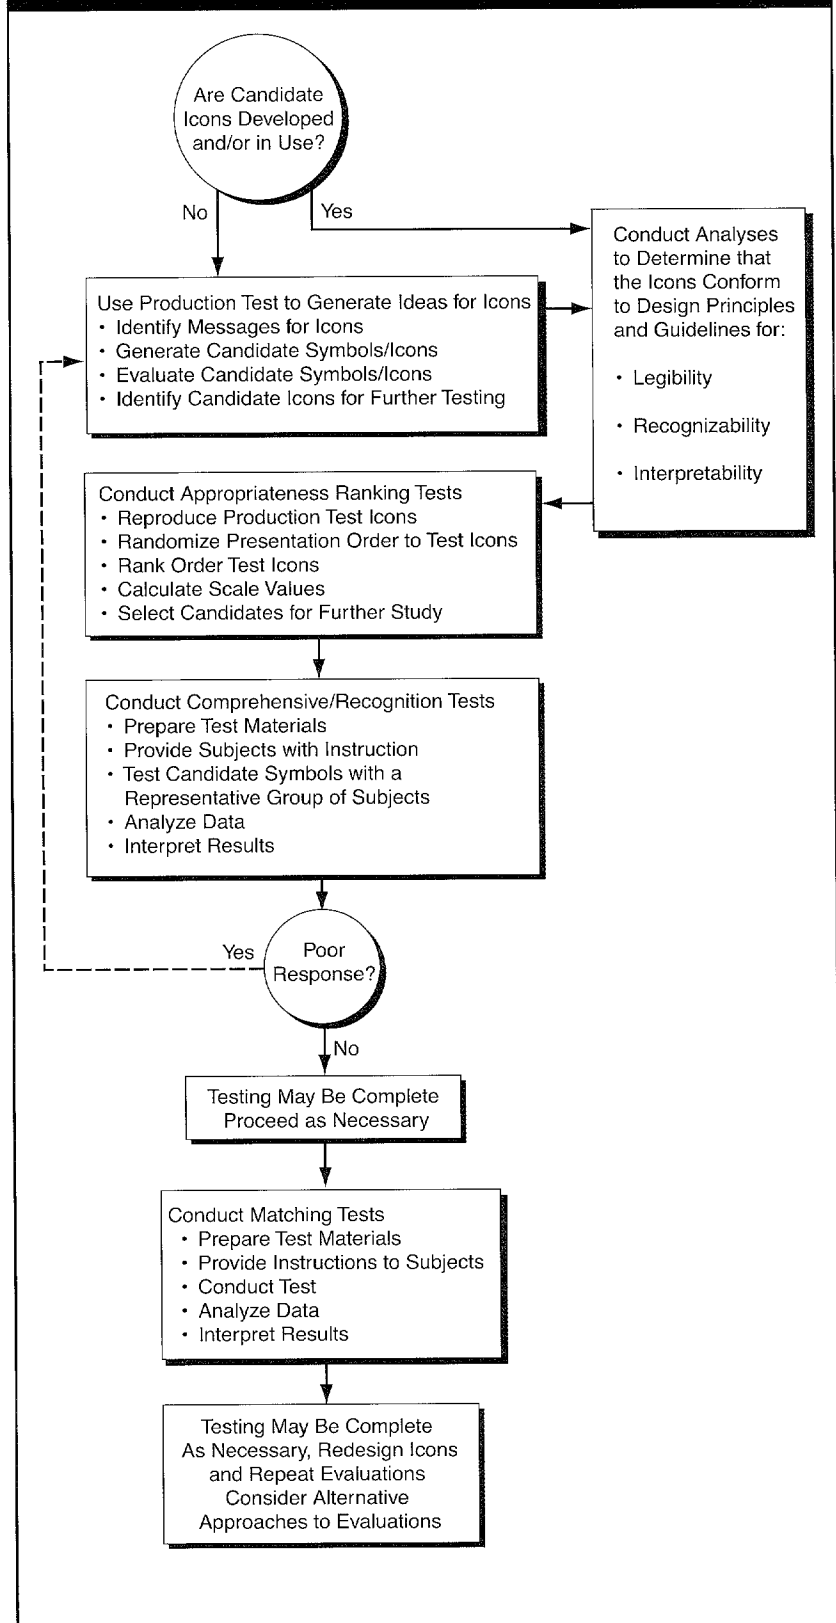 Are Candidate
Icons Developed
and/or in Use?
No
Yes
Conduct Analyses
to Determine that
the Icons Conform
to Design Principles
and Guidelines for:
• Legibility
• Recognizability
• Interpretability
Use Production Test to Generate Ideas for Icons
• Identify Messages for Icons
• Generate Candidate Symbols/Icons
• Evaluate Candidate Symbols/Icons
• Identify Candidate Icons for Further Testing
Conduct Appropriateness Ranking Tests
• Reproduce Production Test Icons
• Randomize Presentation Order to Test Icons
• Rank Order Test Icons
• Calculate Scale Values
• Select Candidates for Further Study
Conduct Comprehensive/Recognition Tests
• Prepare Test Materials
• Provide Subjects with Instruction
• Test Candidate Symbols with a
Representative Group of Subjects
• Analyze Data
• Interpret Results
Yes
Poor
Response?
No
Testing May Be Complete
Proceed as Necessary
Conduct Matching Tests
• Prepare Test Materials
• Provide Instructions to Subjects
• Conduct Test
• Analyze Data
• Interpret Results
Testing May Be Complete
As Necessary, Redesign Icons
and Repeat Evaluations
Consider Alternative
Approaches to Evaluations